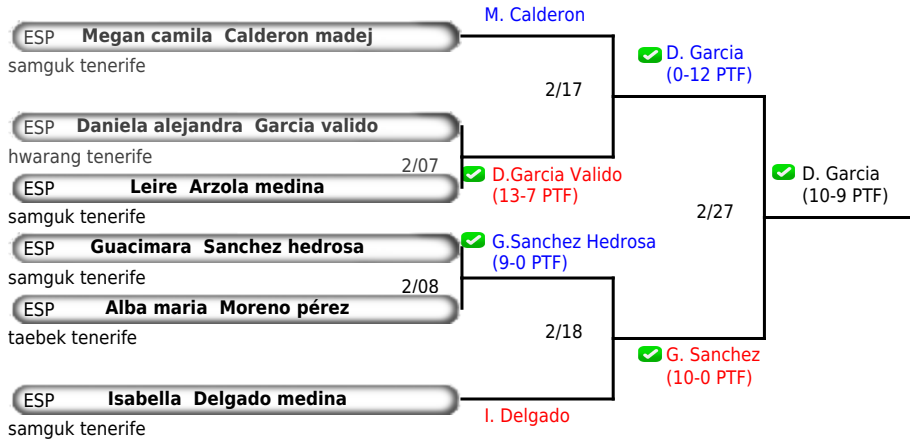 M. Calderon
ESP Megan camila Calderon madej
samguk tenerife
D. Garcia
(0-12 PTF)
2/17
ESP Daniela alejandra Garcia valido
hwarang tenerife
2/07
D.Garcia Valido
(13-7 PTF)
ESP Leire Arzola medina
samguk tenerife
D. Garcia
(10-9 PTF)
2/27
ESP Guacimara Sanchez hedrosa
samguk tenerife
G.Sanchez Hedrosa
(9-0 PTF)
2/08
ESP Alba maria Moreno pérez
taebek tenerife
2/18
G. Sanchez
(10-0 PTF)
ESP Isabella Delgado medina
samguk tenerife
I. Delgado